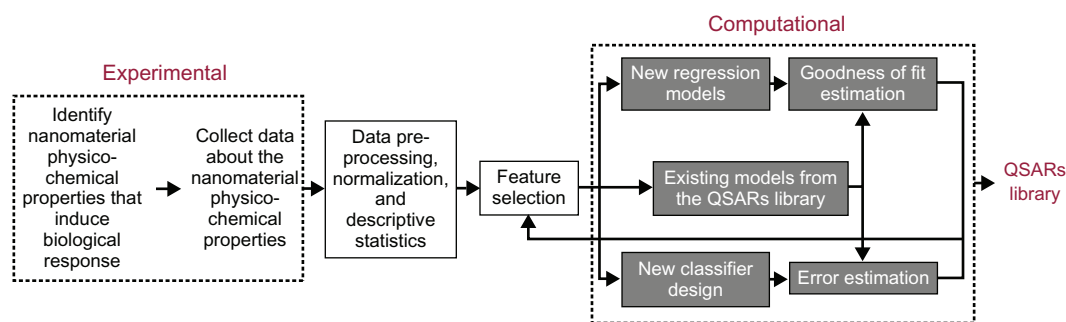 Experimental
Identify
nanomaterial
physico-
chemical
properties that
induce
biological
response
Collect data
about the
nanomaterial
physico-
chemical
properties
Data pre-
processing,
normalization,
and
descriptive
statistics
Feature
selection
Computational
New regression
models
Goodness of fit
estimation
Existing models from
the QSARs library
New classifier
design
Error estimation
QSARs
library